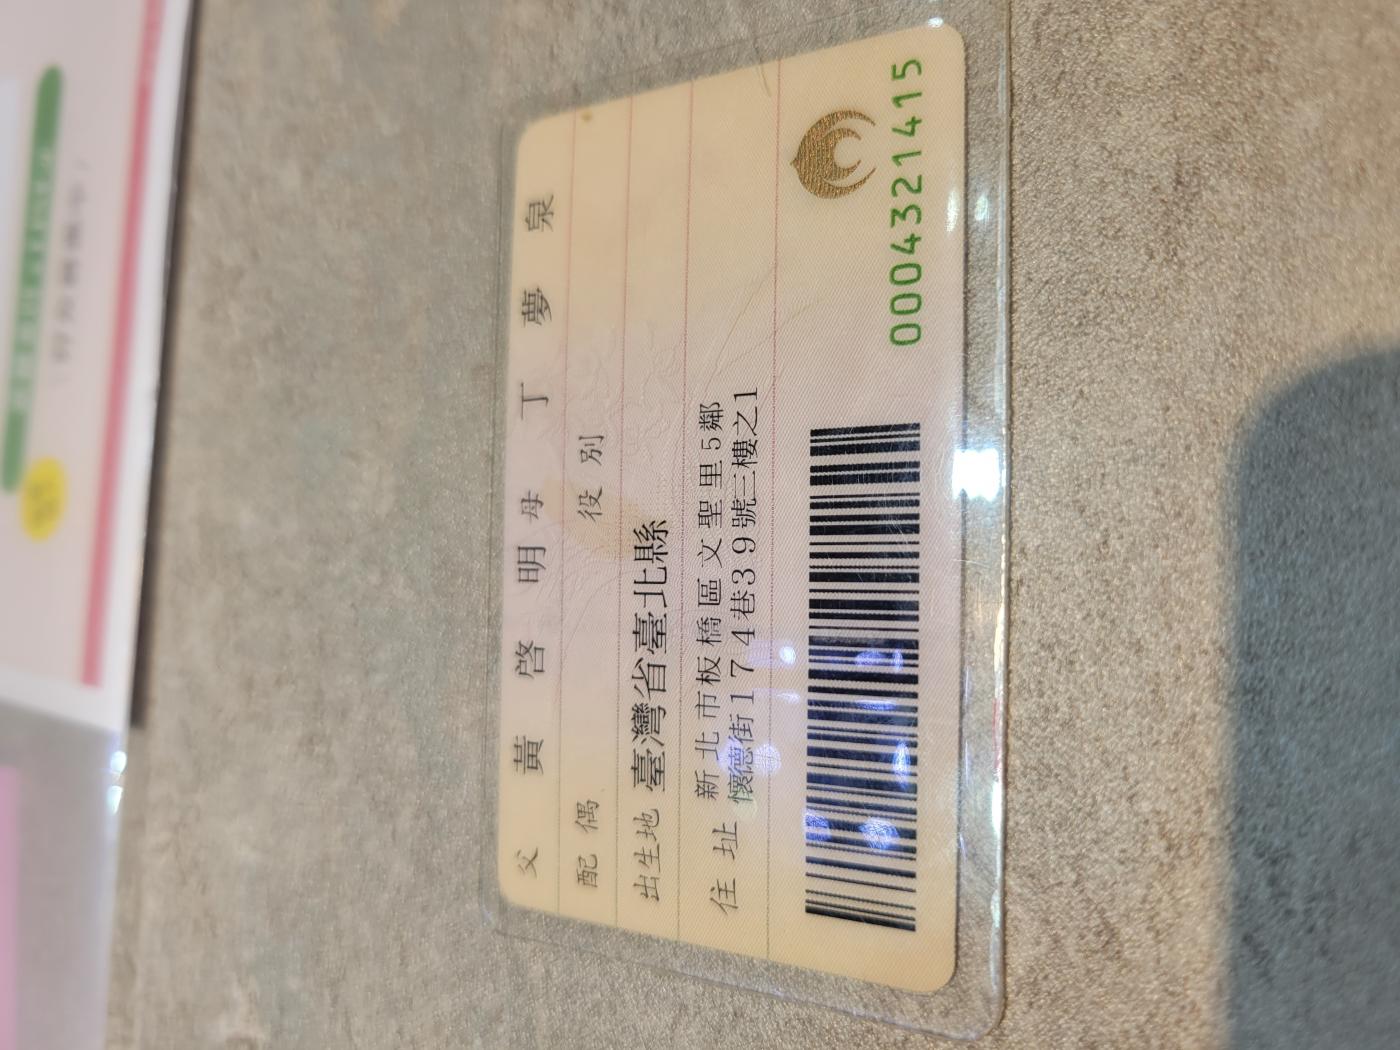 父 黃 啓 明 母 丁 夢 泉
配 偶 役 別
出生地 臺灣省臺北縣
住 址 新北市板橋區文聖里5鄰
懷德街174巷39號三樓之1
0004321415